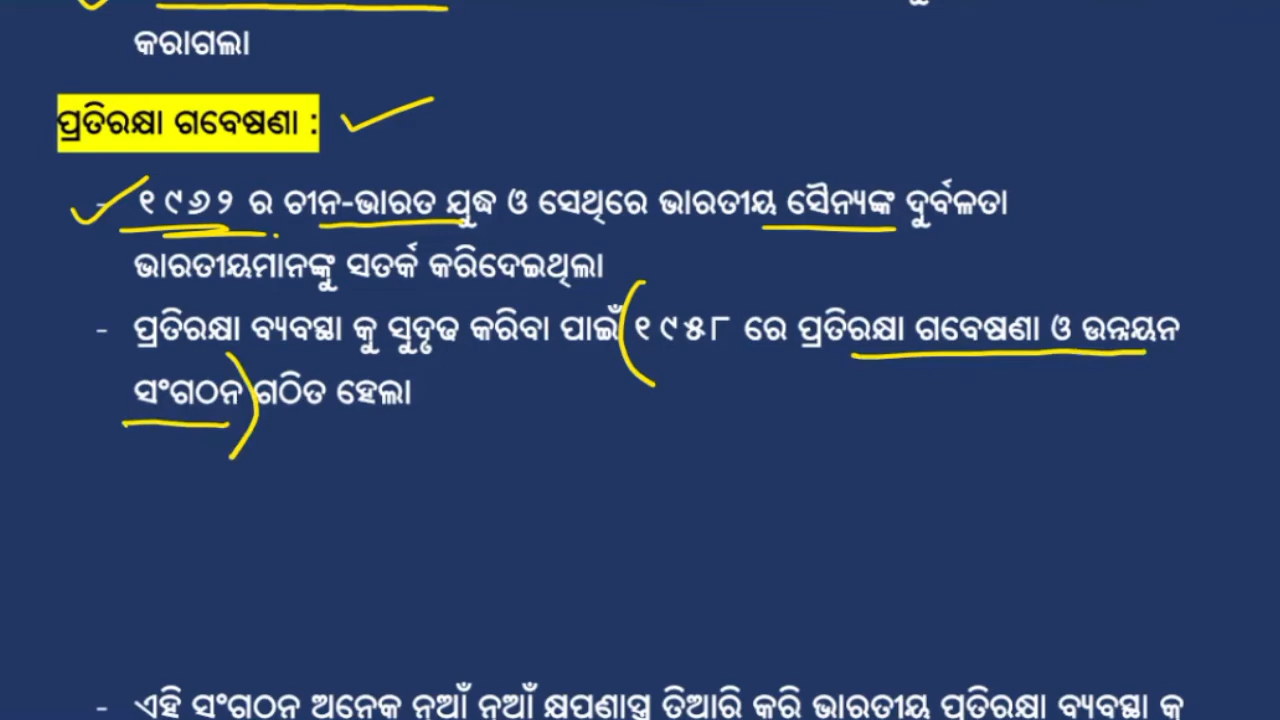 କରାଗଲା
ପ୍ରତିରକ୍ଷା ଗବେଷଣା :
- ୧୯୬୨ ର ଚୀନ-ଭାରତ ଯୁଦ୍ଧ ଓ ସେଥିରେ ଭାରତୀୟ ସୈନ୍ୟଙ୍କ ଦୁର୍ବଳତା
ଭାରତୀୟମାନଙ୍କୁ ସତର୍କ କରିଦେଇଥିଲା
- ପ୍ରତିରକ୍ଷା ବ୍ୟବସ୍ଥା କୁ ସୁଦୃଢ କରିବା ପାଇଁ ୧୯୫୮ ରେ ପ୍ରତିରକ୍ଷା ଗବେଷଣା ଓ ଉନ୍ନୟନ
ସଂଗଠନ ଗଠିତ ହେଲା
- ଏହି ସଂଗଠନ ଅନେକ ନୂଆଁ ନୂଆଁ କ୍ଷେପଣାସ୍ତ୍ର ତିଆରି କରି ଭାରତୀୟ ପ୍ରତିରକ୍ଷା ବ୍ୟବସ୍ଥା କୁ